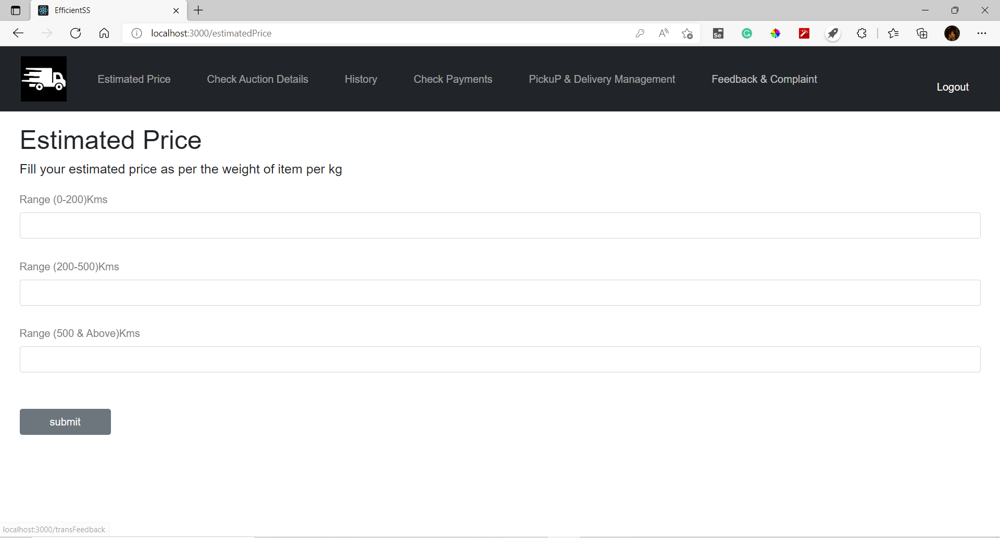 EfficientSS
localhost:3000/estimatedPrice
Se
G
Estimated Price
Check Auction Details
History
Check Payments
PickuP & Delivery Management
Feedback & Complaint
Logout
Estimated Price
Fill your estimated price as per the weight of item per kg
Range (0-200)Kms
Range (200-500)Kms
Range (500 & Above)Kms
submit
localhost:3000/transFeedback